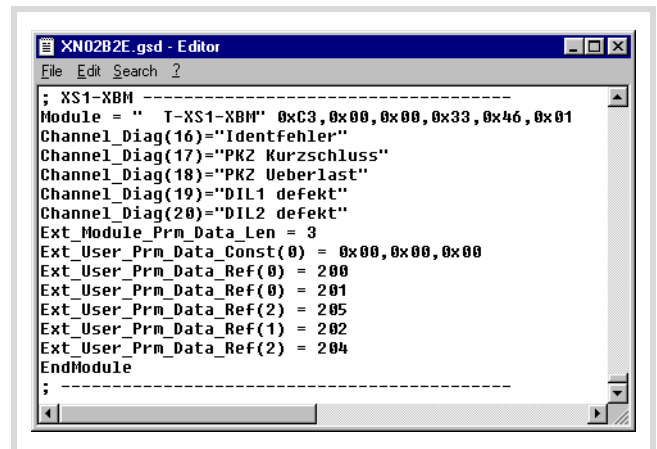 XN02B2E.gsd - Editor
File Edit Search ?
; XS1-XBM -----------------------------------
Module = "  T-XS1-XBM" 0xC3,0x00,0x00,0x33,0x46,0x01
Channel_Diag(16)="Identfehler"
Channel_Diag(17)="PKZ Kurzschluss"
Channel_Diag(18)="PKZ Ueberlast"
Channel_Diag(19)="DIL1 defekt"
Channel_Diag(20)="DIL2 defekt"
Ext_Module_Prm_Data_Len = 3
Ext_User_Prm_Data_Const(0) = 0x00,0x00,0x00
Ext_User_Prm_Data_Ref(0) = 200
Ext_User_Prm_Data_Ref(0) = 201
Ext_User_Prm_Data_Ref(2) = 205
Ext_User_Prm_Data_Ref(1) = 202
Ext_User_Prm_Data_Ref(2) = 204
EndModule
; -------------------------------------------